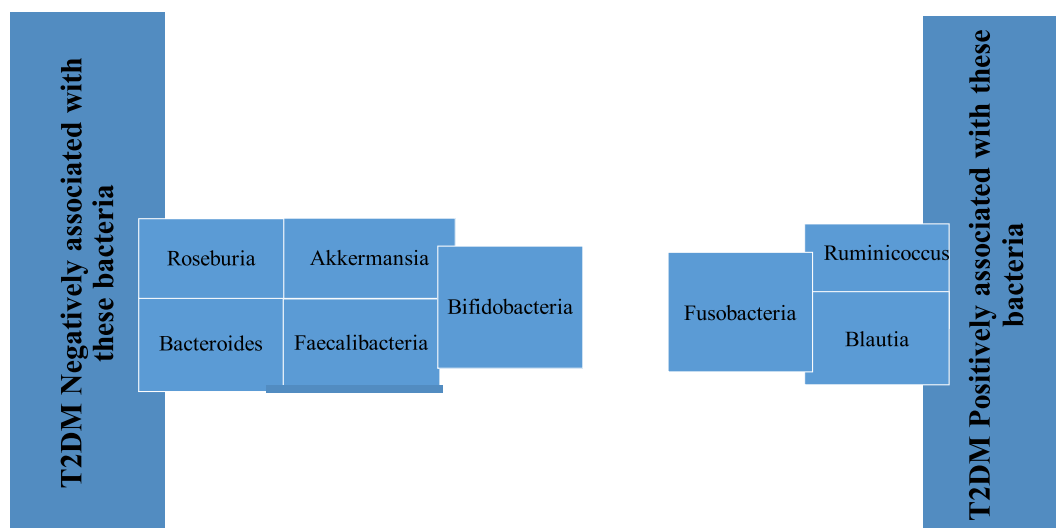 T2DM Negatively associated with
these bacteria
Roseburia
Akkermansia
Bacteroides
Faecalibacteria
Bifidobacteria
Fusobacteria
Ruminicoccus
Blautia
T2DM Positively associated with these
bacteria